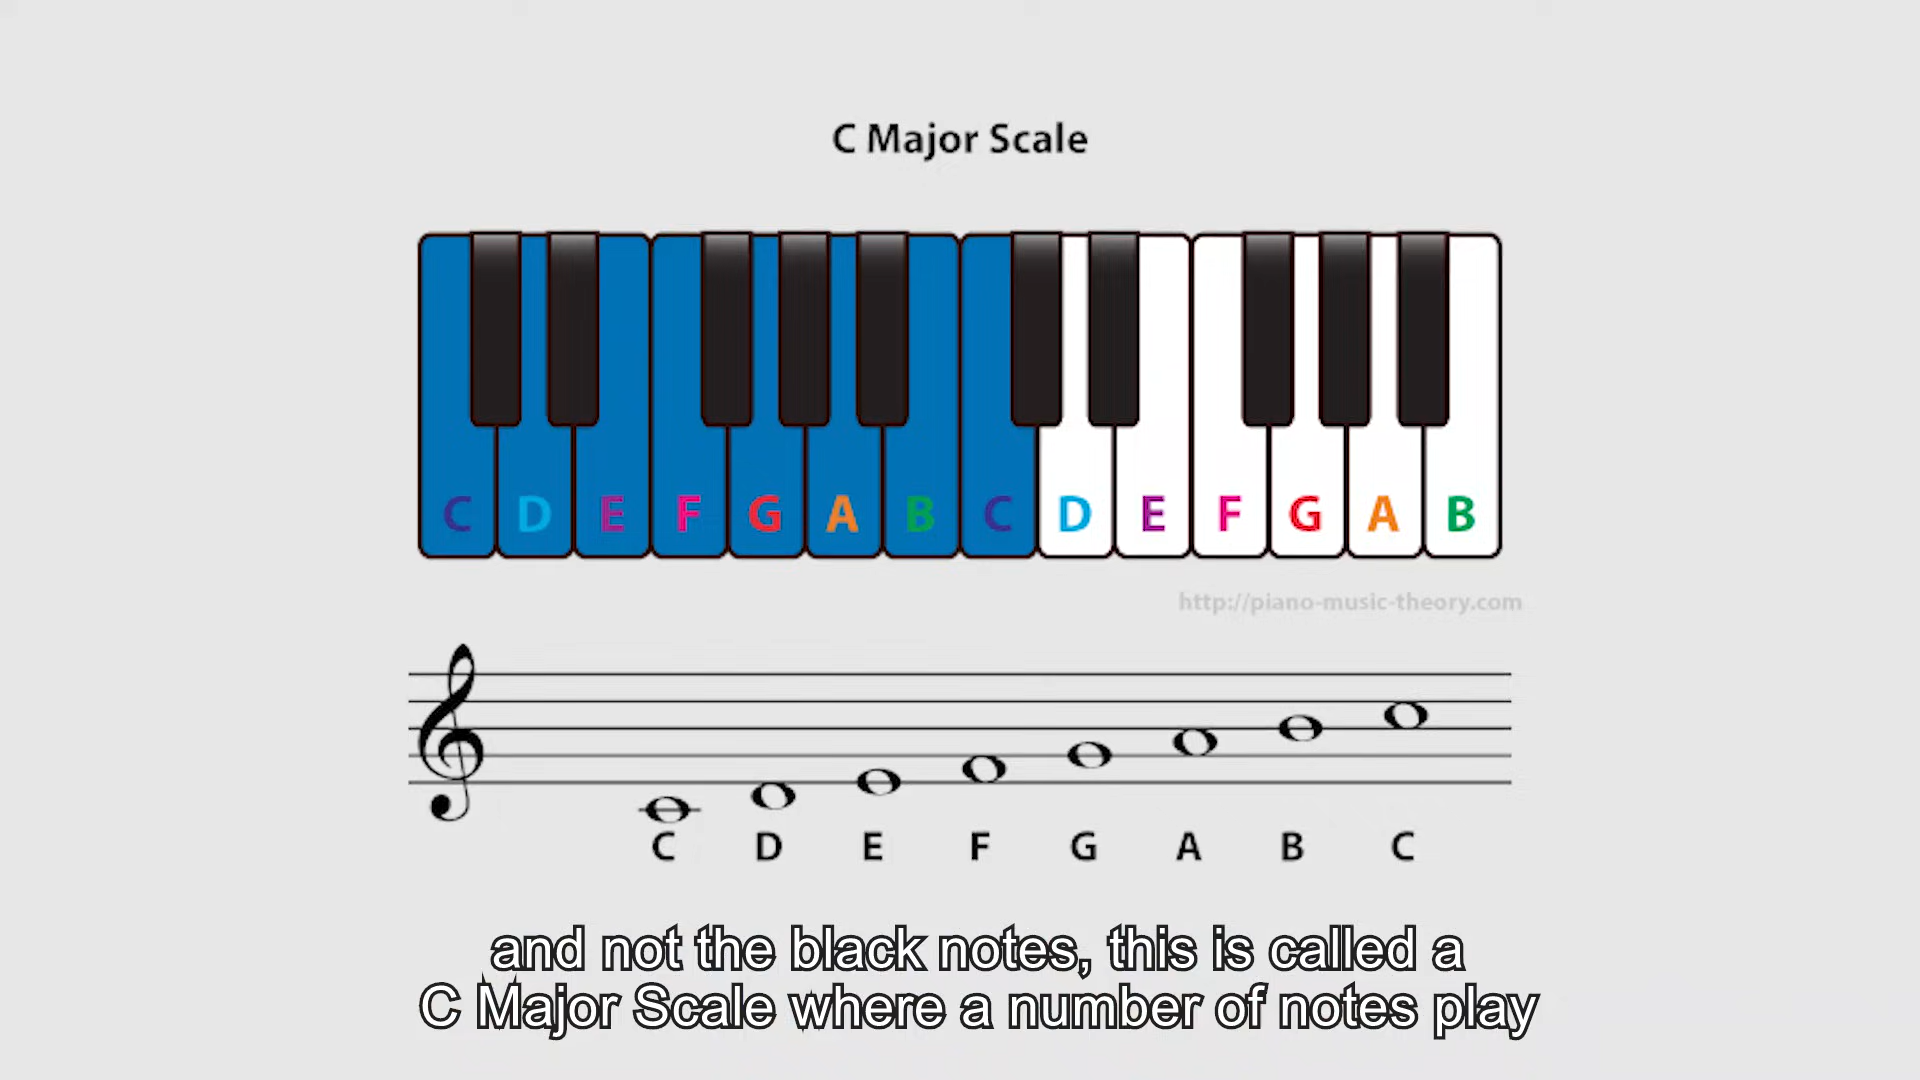 C Major Scale
C D E F G A B C D E F G A B
http://piano-music-theory.com
C D E F G A B C
and not the black notes, this is called a
C Major Scale where a number of notes play